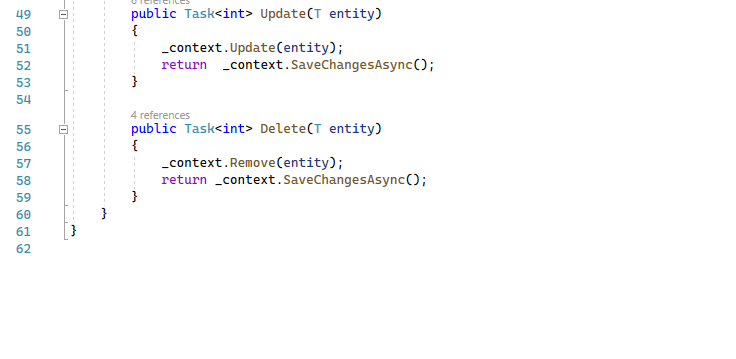 6 references
49 public Task<int> Update(T entity)
50 {
51 _context.Update(entity);
52 return  _context.SaveChangesAsync();
53 }
54
4 references
55 public Task<int> Delete(T entity)
56 {
57 _context.Remove(entity);
58 return _context.SaveChangesAsync();
59 }
60 }
61 }
62